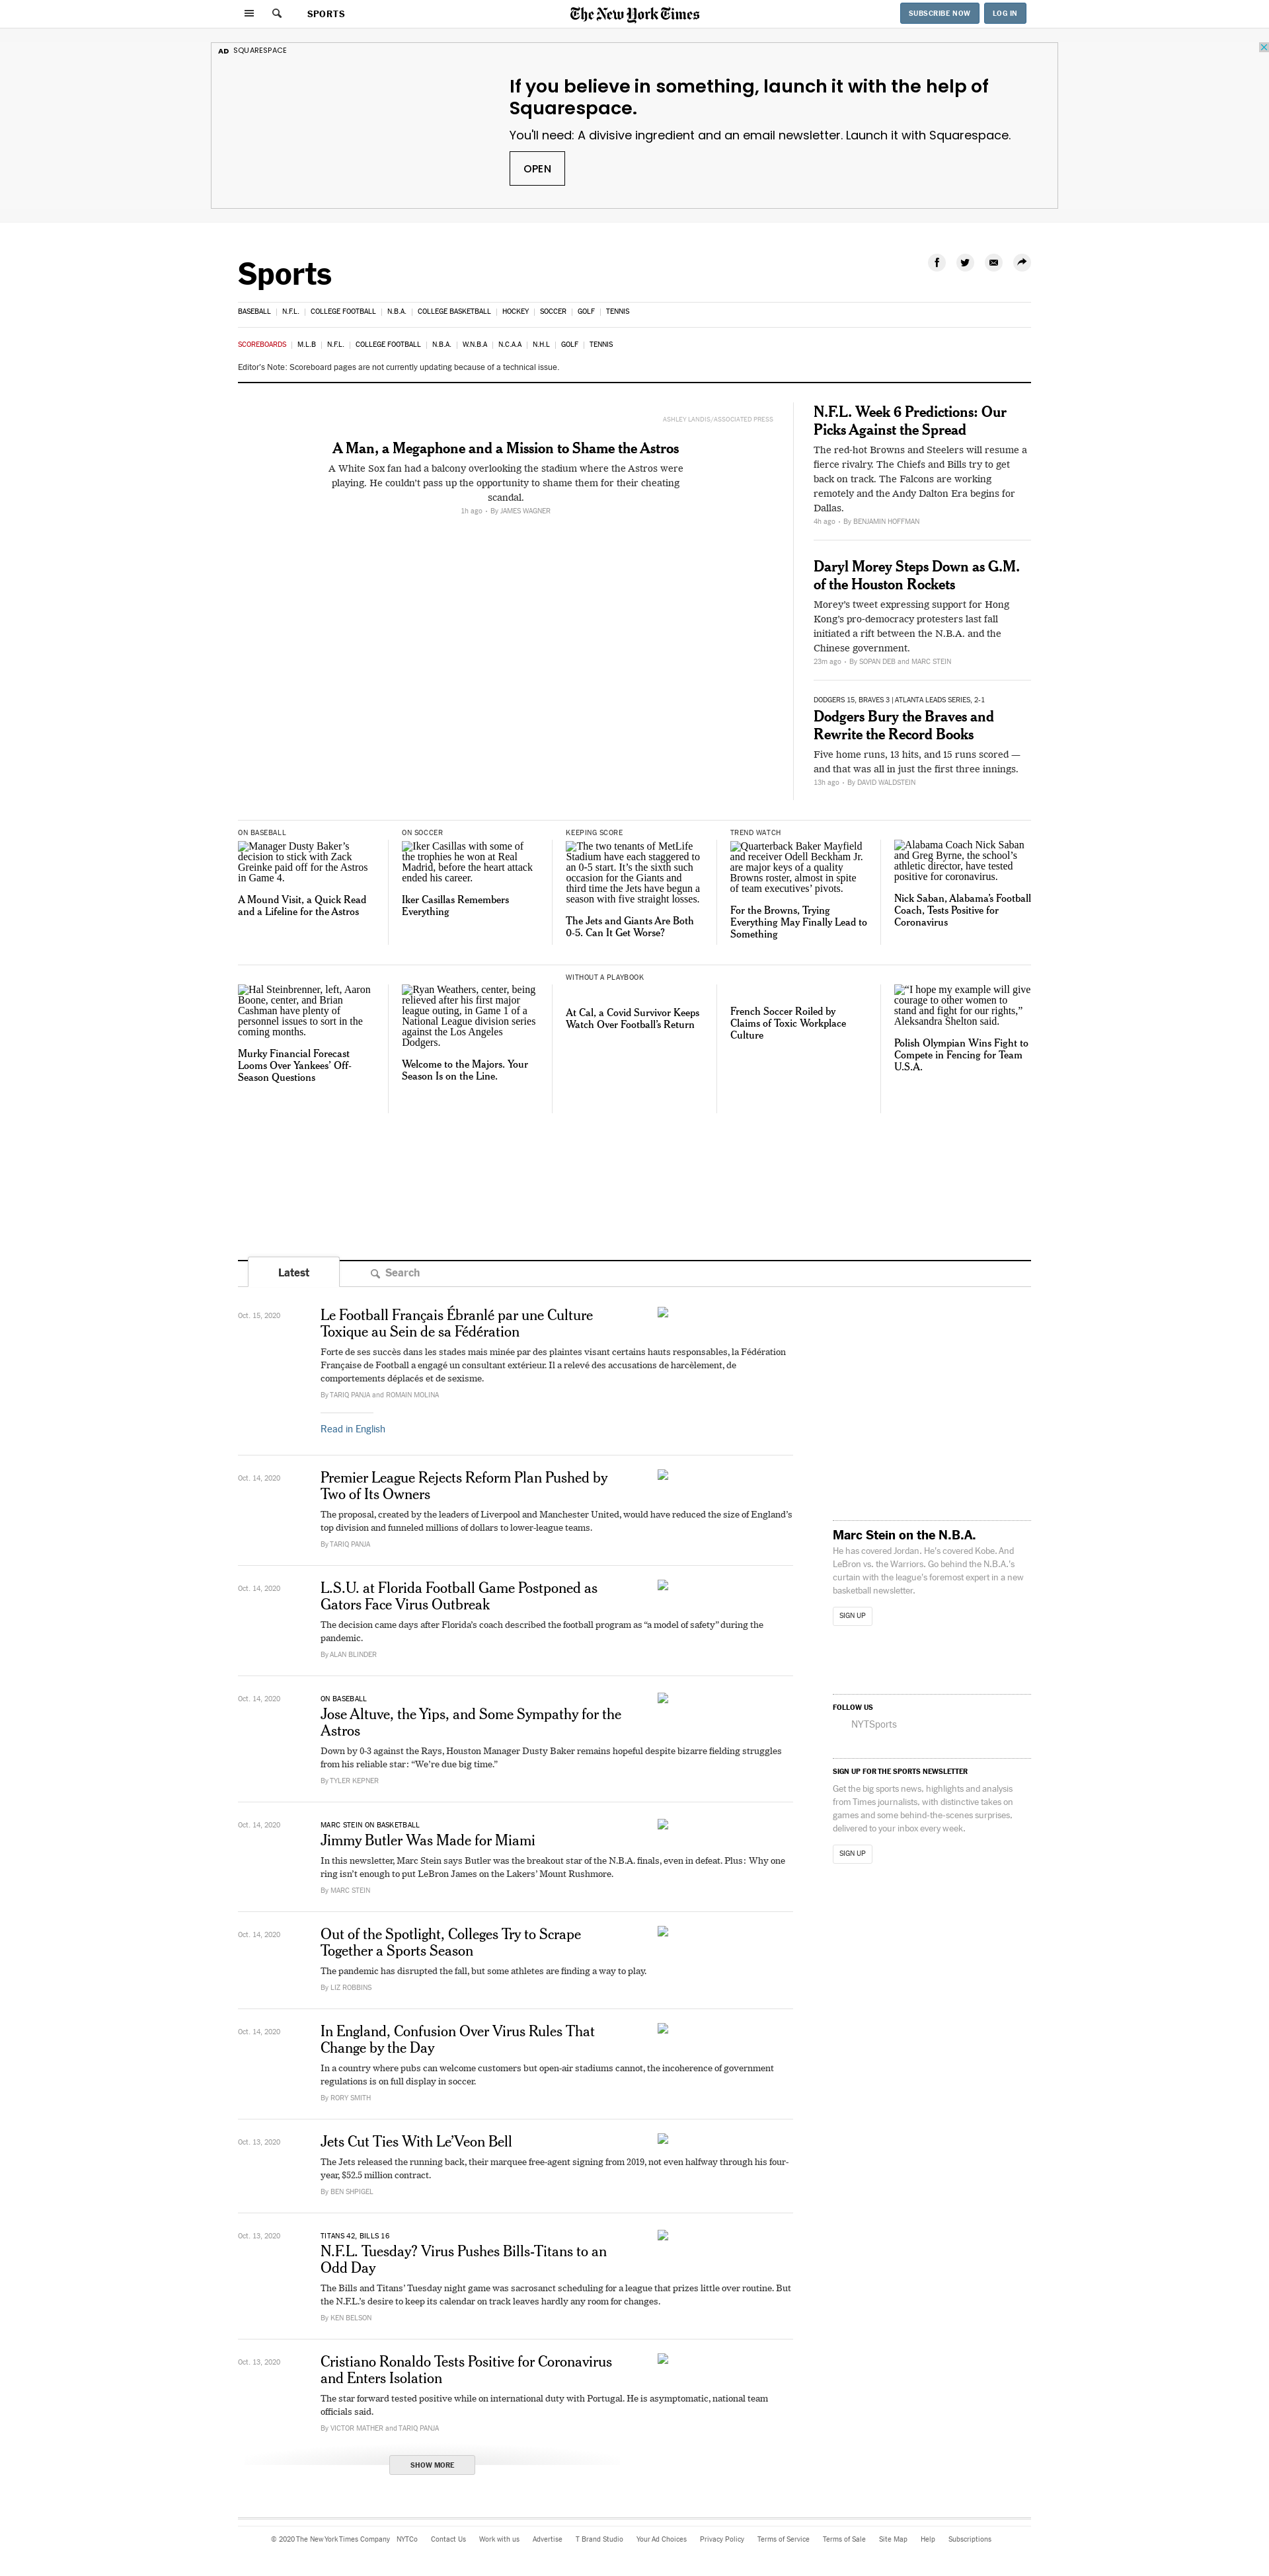 SPORTS
The New York Times
SUBSCRIBE NOW
LOG IN
AD SQUARESPACE
If you believe in something, launch it with the help of
Squarespace.
You'll need: A divisive ingredient and an email newsletter. Launch it with Squarespace.
OPEN
Sports
BASEBALL N.F.L. COLLEGE FOOTBALL N.B.A. COLLEGE BASKETBALL HOCKEY SOCCER GOLF TENNIS
SCOREBOARDS M.L.B N.F.L. COLLEGE FOOTBALL N.B.A. W.N.B.A N.C.A.A N.H.L GOLF TENNIS
Editor's Note: Scoreboard pages are not currently updating because of a technical issue.
ASHLEY LANDIS/ASSOCIATED PRESS
A Man, a Megaphone and a Mission to Shame the Astros
A White Sox fan had a balcony overlooking the stadium where the Astros were
playing. He couldn't pass up the opportunity to shame them for their cheating
scandal.
1h ago • By JAMES WAGNER
N.F.L. Week 6 Predictions: Our
Picks Against the Spread
The red-hot Browns and Steelers will resume a
fierce rivalry. The Chiefs and Bills try to get
back on track. The Falcons are working
remotely and the Andy Dalton Era begins for
Dallas.
4h ago • By BENJAMIN HOFFMAN
Daryl Morey Steps Down as G.M.
of the Houston Rockets
Morey's tweet expressing support for Hong
Kong's pro-democracy protesters last fall
initiated a rift between the N.B.A. and the
Chinese government.
23m ago • By SOPAN DEB and MARC STEIN
DODGERS 15, BRAVES 3 | ATLANTA LEADS SERIES, 2-1
Dodgers Bury the Braves and
Rewrite the Record Books
Five home runs, 13 hits, and 15 runs scored —
and that was all in just the first three innings.
13h ago • By DAVID WALDSTEIN
ON BASEBALL
Manager Dusty Baker's
decision to stick with Zack
Greinke paid off for the Astros
in Game 4.
A Mound Visit, a Quick Read
and a Lifeline for the Astros
ON SOCCER
Iker Casillas with some of
the trophies he won at Real
Madrid, before the heart attack
ended his career.
Iker Casillas Remembers
Everything
KEEPING SCORE
The two tenants of MetLife
Stadium have each staggered to
an 0-5 start. It's the sixth such
occasion for the Giants and
third time the Jets have begun a
season with five straight losses.
The Jets and Giants Are Both
0-5. Can It Get Worse?
TREND WATCH
Quarterback Baker Mayfield
and receiver Odell Beckham Jr.
are major keys of a quality
Browns roster, almost in spite
of team executives' pivots.
For the Browns, Trying
Everything May Finally Lead to
Something
Alabama Coach Nick Saban
and Greg Byrne, the school's
athletic director, have tested
positive for coronavirus.
Nick Saban, Alabama's Football
Coach, Tests Positive for
Coronavirus
Hal Steinbrenner, left, Aaron
Boone, center, and Brian
Cashman have plenty of
personnel issues to sort in the
coming months.
Murky Financial Forecast
Looms Over Yankees' Off-
Season Questions
Ryan Weathers, center, being
relieved after his first major
league outing, in Game 1 of a
National League division series
against the Los Angeles
Dodgers.
Welcome to the Majors. Your
Season Is on the Line.
WITHOUT A PLAYBOOK
At Cal, a Covid Survivor Keeps
Watch Over Football's Return
French Soccer Roiled by
Claims of Toxic Workplace
Culture
“I hope my example will give
courage to other women to
stand and fight for our rights,”
Aleksandra Shelton said.
Polish Olympian Wins Fight to
Compete in Fencing for Team
U.S.A.
Latest
Search
Oct. 15, 2020
Le Football Français Ébranlé par une Culture
Toxique au Sein de sa Fédération
Forte de ses succès dans les stades mais minée par des plaintes visant certains hauts responsables, la Fédération
Française de Football a engagé un consultant extérieur. Il a relevé des accusations de harcèlement, de
comportements déplacés et de sexisme.
By TARIQ PANJA and ROMAIN MOLINA
Read in English
Oct. 14, 2020
Premier League Rejects Reform Plan Pushed by
Two of Its Owners
The proposal, created by the leaders of Liverpool and Manchester United, would have reduced the size of England's
top division and funneled millions of dollars to lower-league teams.
By TARIQ PANJA
Oct. 14, 2020
L.S.U. at Florida Football Game Postponed as
Gators Face Virus Outbreak
The decision came days after Florida's coach described the football program as “a model of safety” during the
pandemic.
By ALAN BLINDER
Oct. 14, 2020
ON BASEBALL
Jose Altuve, the Yips, and Some Sympathy for the
Astros
Down by 0-3 against the Rays, Houston Manager Dusty Baker remains hopeful despite bizarre fielding struggles
from his reliable star: “We're due big time.”
By TYLER KEPNER
Oct. 14, 2020
MARC STEIN ON BASKETBALL
Jimmy Butler Was Made for Miami
In this newsletter, Marc Stein says Butler was the breakout star of the N.B.A. finals, even in defeat. Plus: Why one
ring isn't enough to put LeBron James on the Lakers' Mount Rushmore.
By MARC STEIN
Oct. 14, 2020
Out of the Spotlight, Colleges Try to Scrape
Together a Sports Season
The pandemic has disrupted the fall, but some athletes are finding a way to play.
By LIZ ROBBINS
Oct. 14, 2020
In England, Confusion Over Virus Rules That
Change by the Day
In a country where pubs can welcome customers but open-air stadiums cannot, the incoherence of government
regulations is on full display in soccer.
By RORY SMITH
Oct. 13, 2020
Jets Cut Ties With Le'Veon Bell
The Jets released the running back, their marquee free-agent signing from 2019, not even halfway through his four-
year, $52.5 million contract.
By BEN SHPIGEL
Oct. 13, 2020
TITANS 42, BILLS 16
N.F.L. Tuesday? Virus Pushes Bills-Titans to an
Odd Day
The Bills and Titans' Tuesday night game was sacrosanct scheduling for a league that prizes little over routine. But
the N.F.L.'s desire to keep its calendar on track leaves hardly any room for changes.
By KEN BELSON
Oct. 13, 2020
Cristiano Ronaldo Tests Positive for Coronavirus
and Enters Isolation
The star forward tested positive while on international duty with Portugal. He is asymptomatic, national team
officials said.
By VICTOR MATHER and TARIQ PANJA
SHOW MORE
Marc Stein on the N.B.A.
He has covered Jordan. He's covered Kobe. And
LeBron vs. the Warriors. Go behind the N.B.A.'s
curtain with the league's foremost expert in a new
basketball newsletter.
SIGN UP
FOLLOW US
NYTSports
SIGN UP FOR THE SPORTS NEWSLETTER
Get the big sports news, highlights and analysis
from Times journalists, with distinctive takes on
games and some behind-the-scenes surprises,
delivered to your inbox every week.
SIGN UP
© 2020 The New York Times Company NYTCo Contact Us Work with us Advertise T Brand Studio Your Ad Choices Privacy Policy Terms of Service Terms of Sale Site Map Help Subscriptions